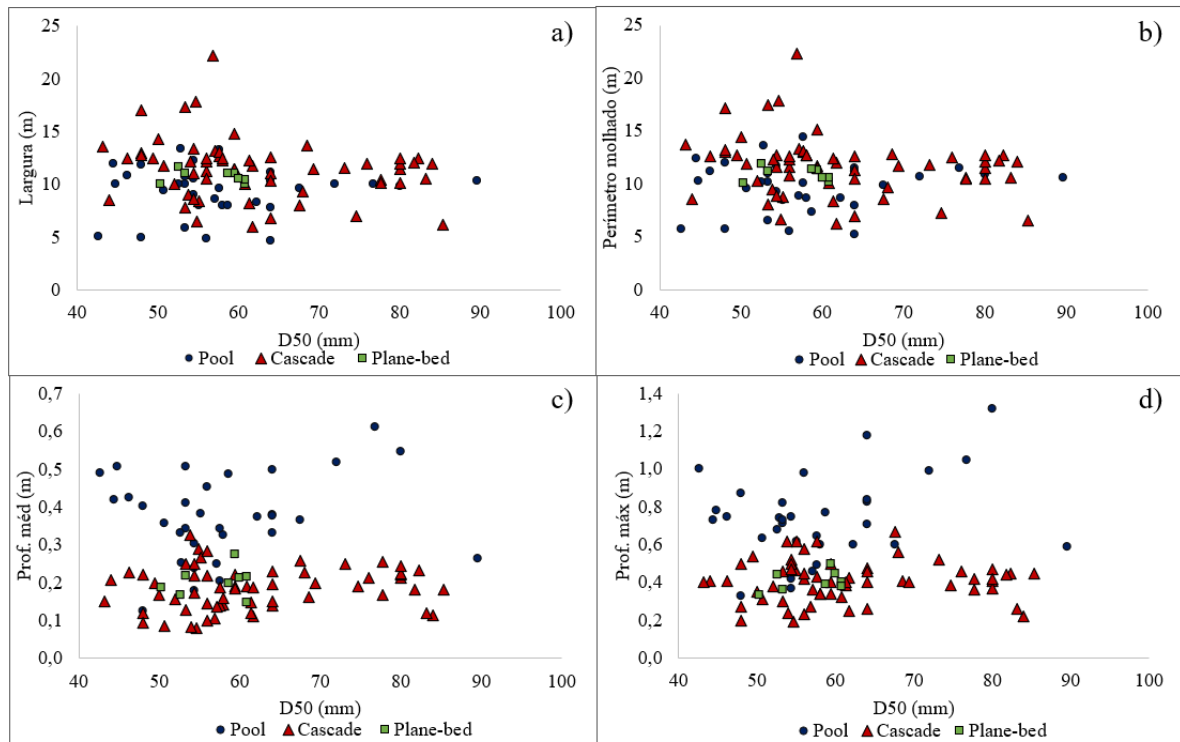 a)
25
20
15
10
5
0
Largura (m)
40 50 60 70 80 90 100
D50 (mm)
Pool Cascade Plane-bed
b)
25
20
15
10
5
0
Perímetro molhado (m)
40 50 60 70 80 90 100
D50 (mm)
Pool Cascade Plane-bed
c)
0,7
0,6
0,5
0,4
0,3
0,2
0,1
0,0
Prof. méd (m)
40 50 60 70 80 90 100
D50 (mm)
Pool Cascade Plane-bed
d)
1,4
1,2
1,0
0,8
0,6
0,4
0,2
0,0
Prof. máx (m)
40 50 60 70 80 90 100
D50 (mm)
Pool Cascade Plane-bed